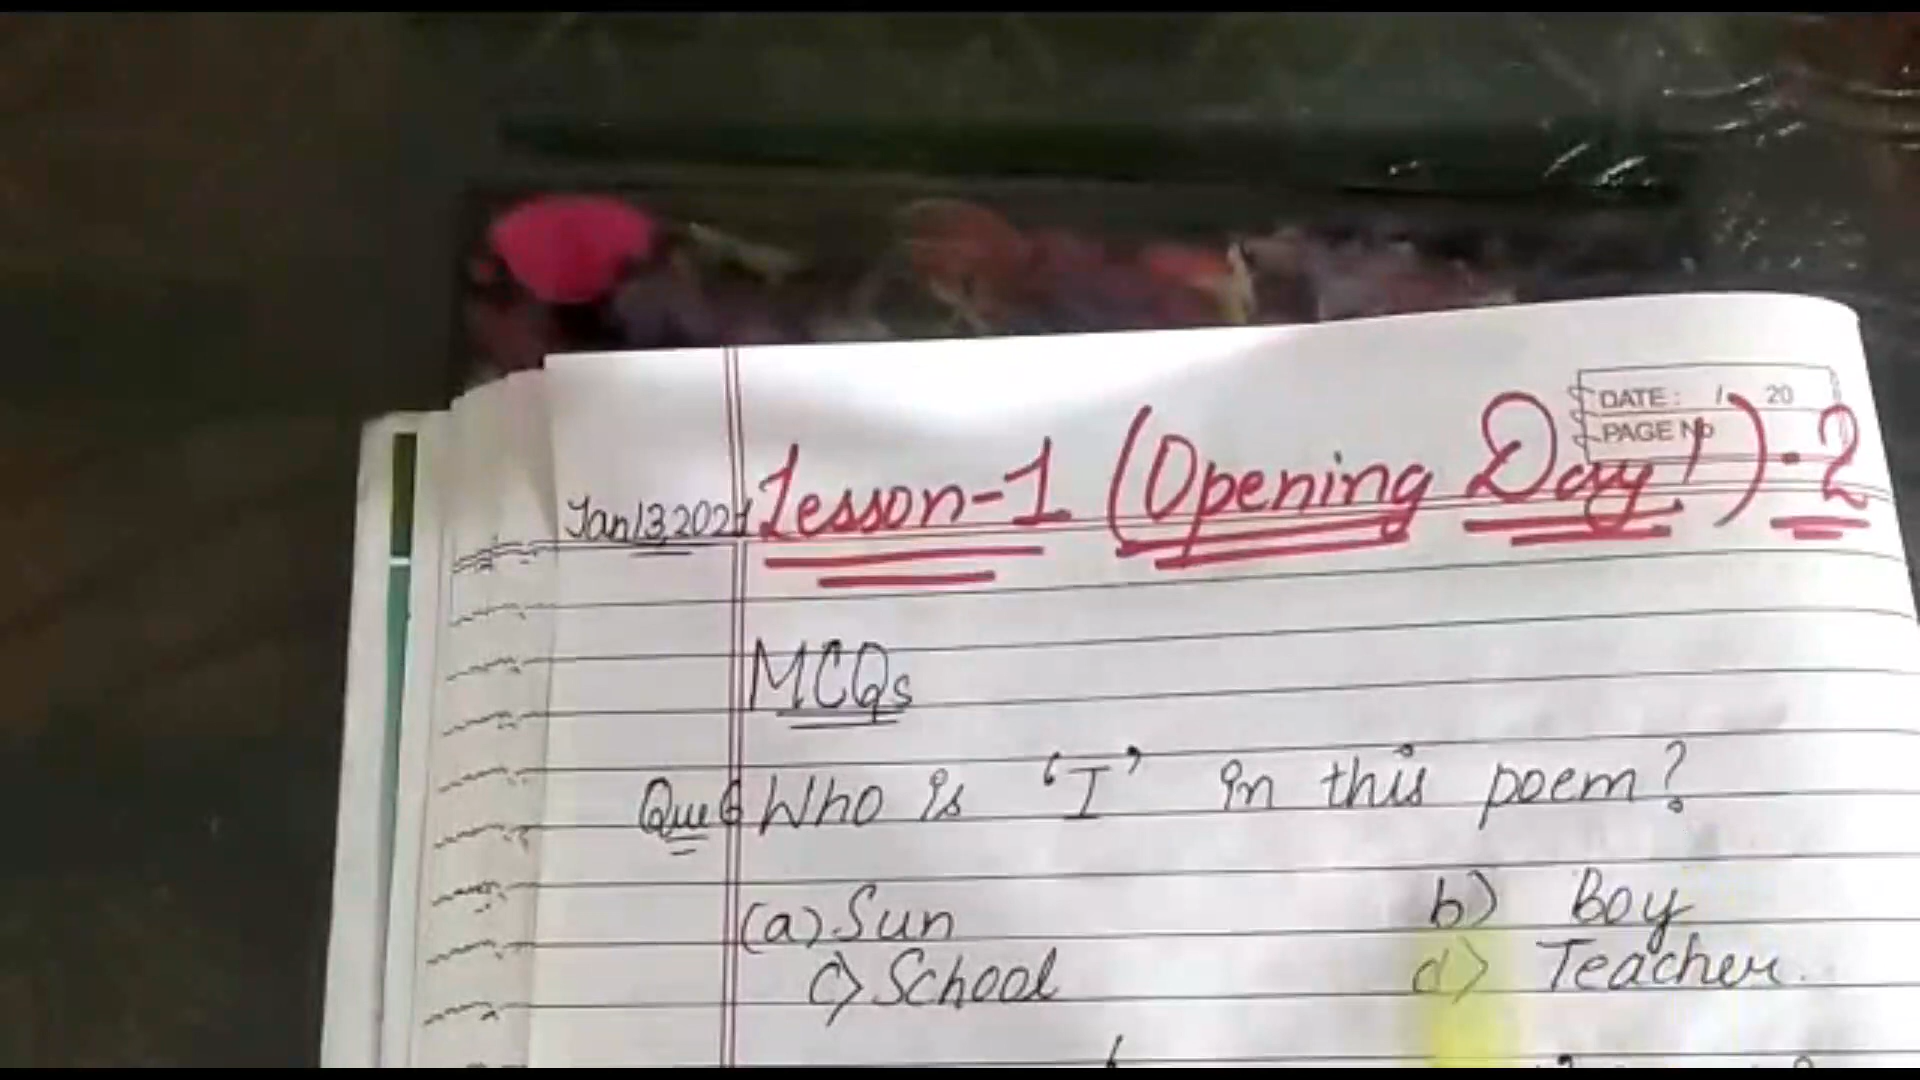 DATE: / 20
PAGE No
Jan 13, 2021 Lesson-1 (Opening Day!)-2
MCQs
Que 6 Who is 'I' in this poem?
(a) Sun b) Boy
c) School d) Teacher.